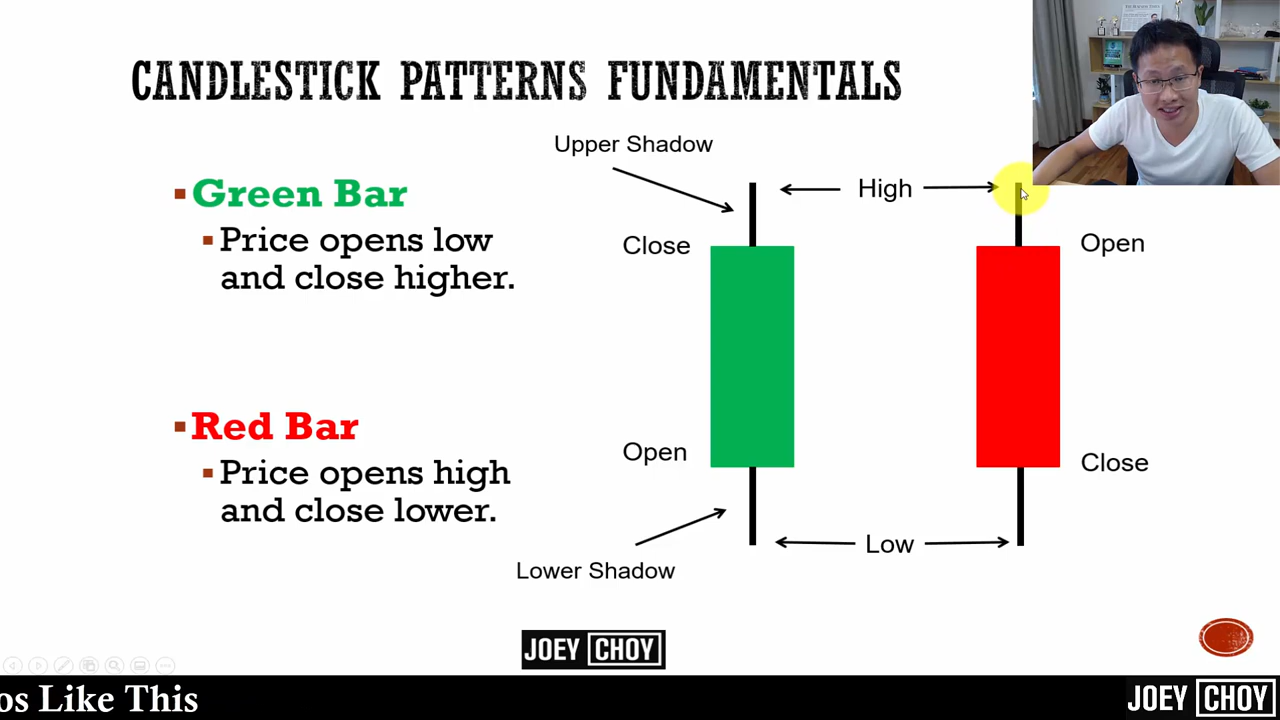 CANDLESTICK PATTERNS FUNDAMENTALS
Upper Shadow
Green Bar
High
Price opens low
and close higher.
Close
Open
Red Bar
Price opens high
and close lower.
Open
Close
Low
Lower Shadow
JOEY CHOY
os Like This
JOEY CHOY